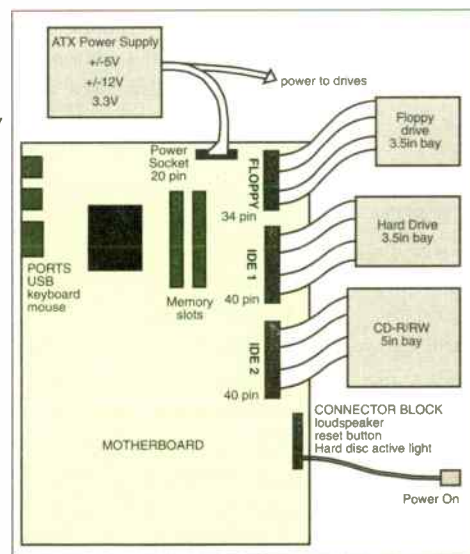 ATX Power Supply
+/-5V
+/-12V
3.3V
power to drives
Floppy
drive
3.5in bay
Power
Socket
20 pin
FLOPPY
34 pin
Hard Drive
3.5in bay
IDE 1
PORTS
USB
keyboard
mouse
Memory
slots
40 pin
CD-R/RW
5in bay
IDE 2
40 pin
CONNECTOR BLOCK
loudspeaker
reset button
Hard disc active light
MOTHERBOARD
Power On